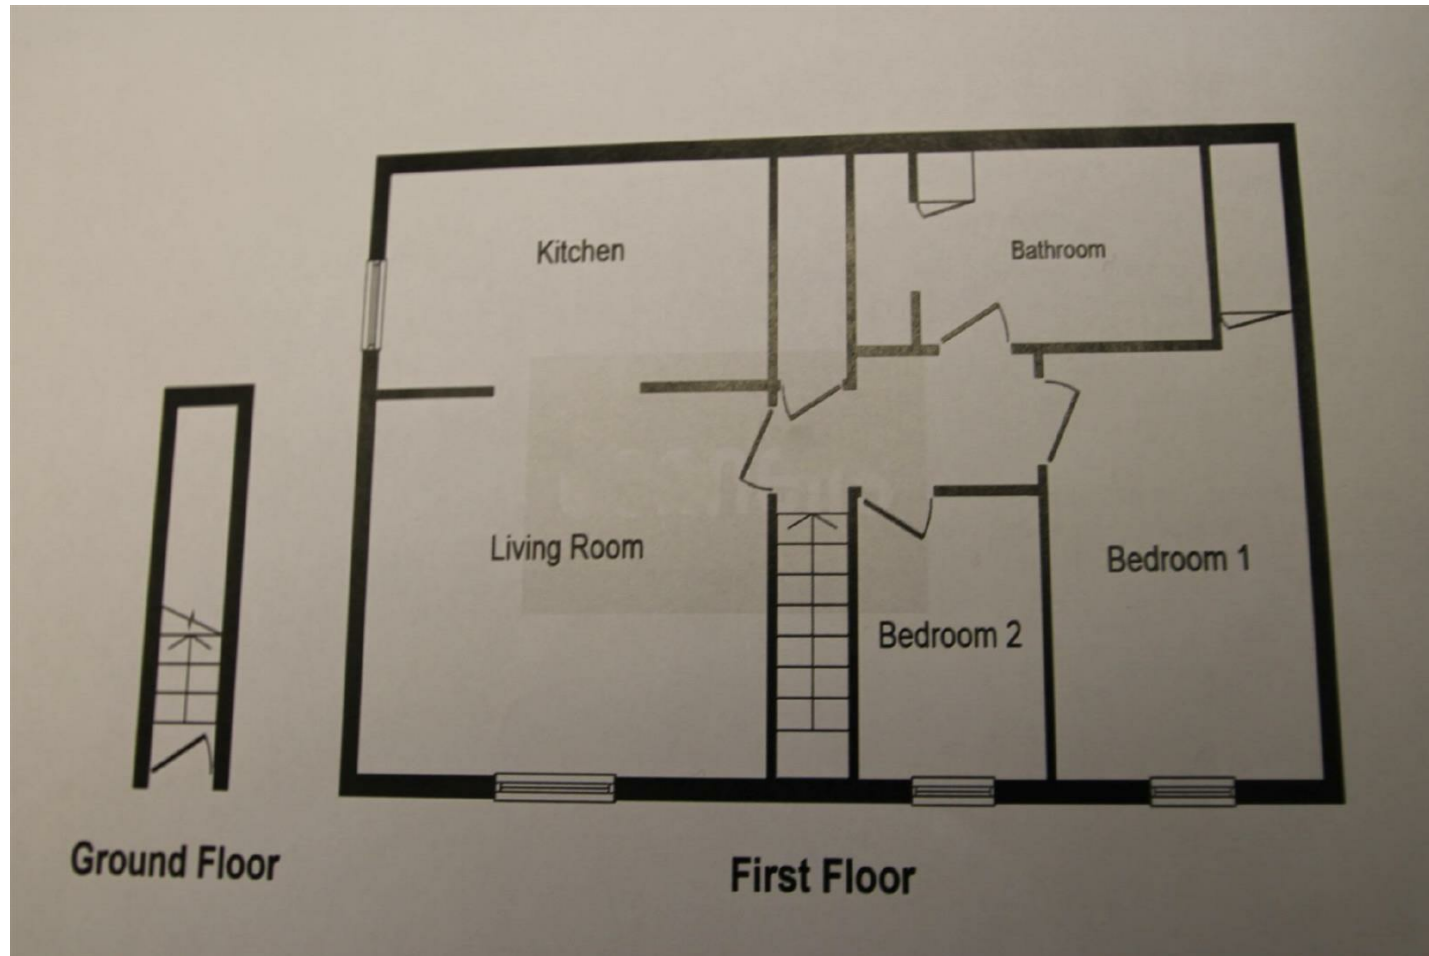 Kitchen
Bathroom
Living Room
Bedroom 1
Bedroom 2
Ground Floor
First Floor